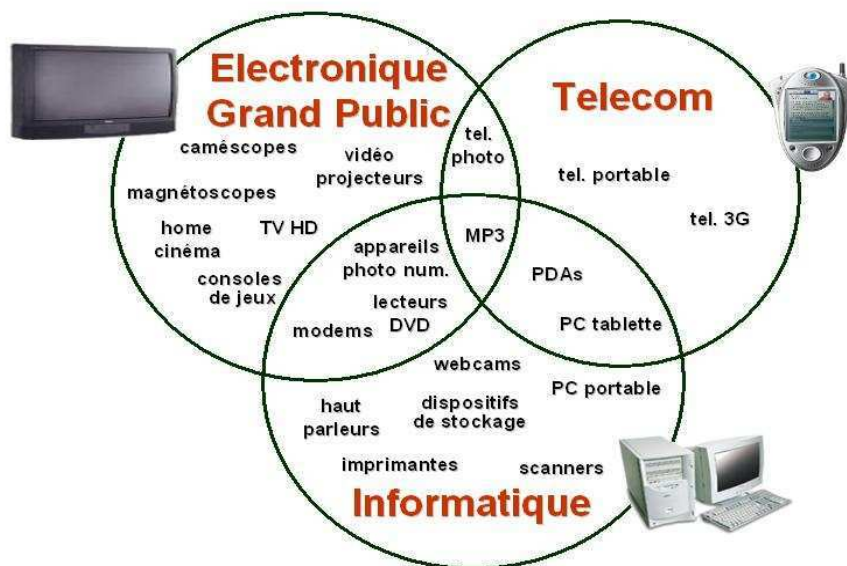 Electronique
Grand Public
Telecom
caméscopes
vidéo
projecteurs
tel.
photo
tel. portable
magnétoscopes
tel. 3G
home
cinéma
TV HD
appareils
photo num.
MP3
consoles
de jeux
PDAs
lecteurs
DVD
modems
PC tablette
webcams
PC portable
haut
parleurs
dispositifs
de stockage
imprimantes
scanners
Informatique